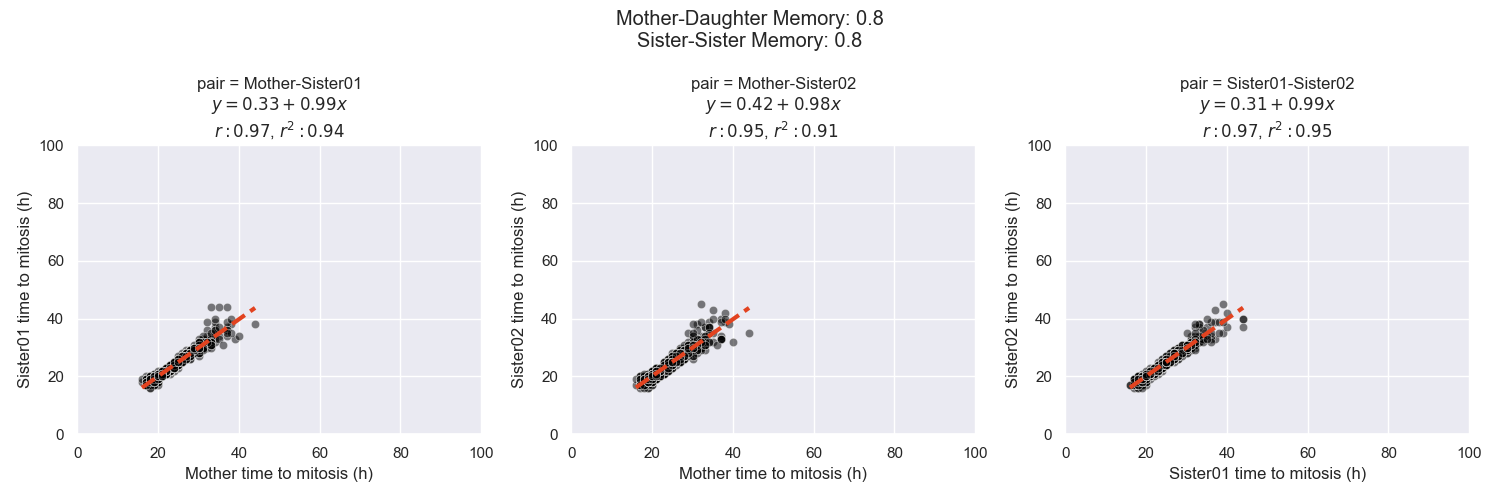 Mother-Daughter Memory: 0.8
Sister-Sister Memory: 0.8
pair = Mother-Sister01
y = 0.33 + 0.99x
r : 0.97, r² : 0.94
100
80
60
40
20
0
Sister01 time to mitosis (h)
0 20 40 60 80 100
Mother time to mitosis (h)
pair = Mother-Sister02
y = 0.42 + 0.98x
r : 0.95, r² : 0.91
100
80
60
40
20
0
Sister02 time to mitosis (h)
0 20 40 60 80 100
Mother time to mitosis (h)
pair = Sister01-Sister02
y = 0.31 + 0.99x
r : 0.97, r² : 0.95
100
80
60
40
20
0
Sister02 time to mitosis (h)
0 20 40 60 80 100
Sister01 time to mitosis (h)